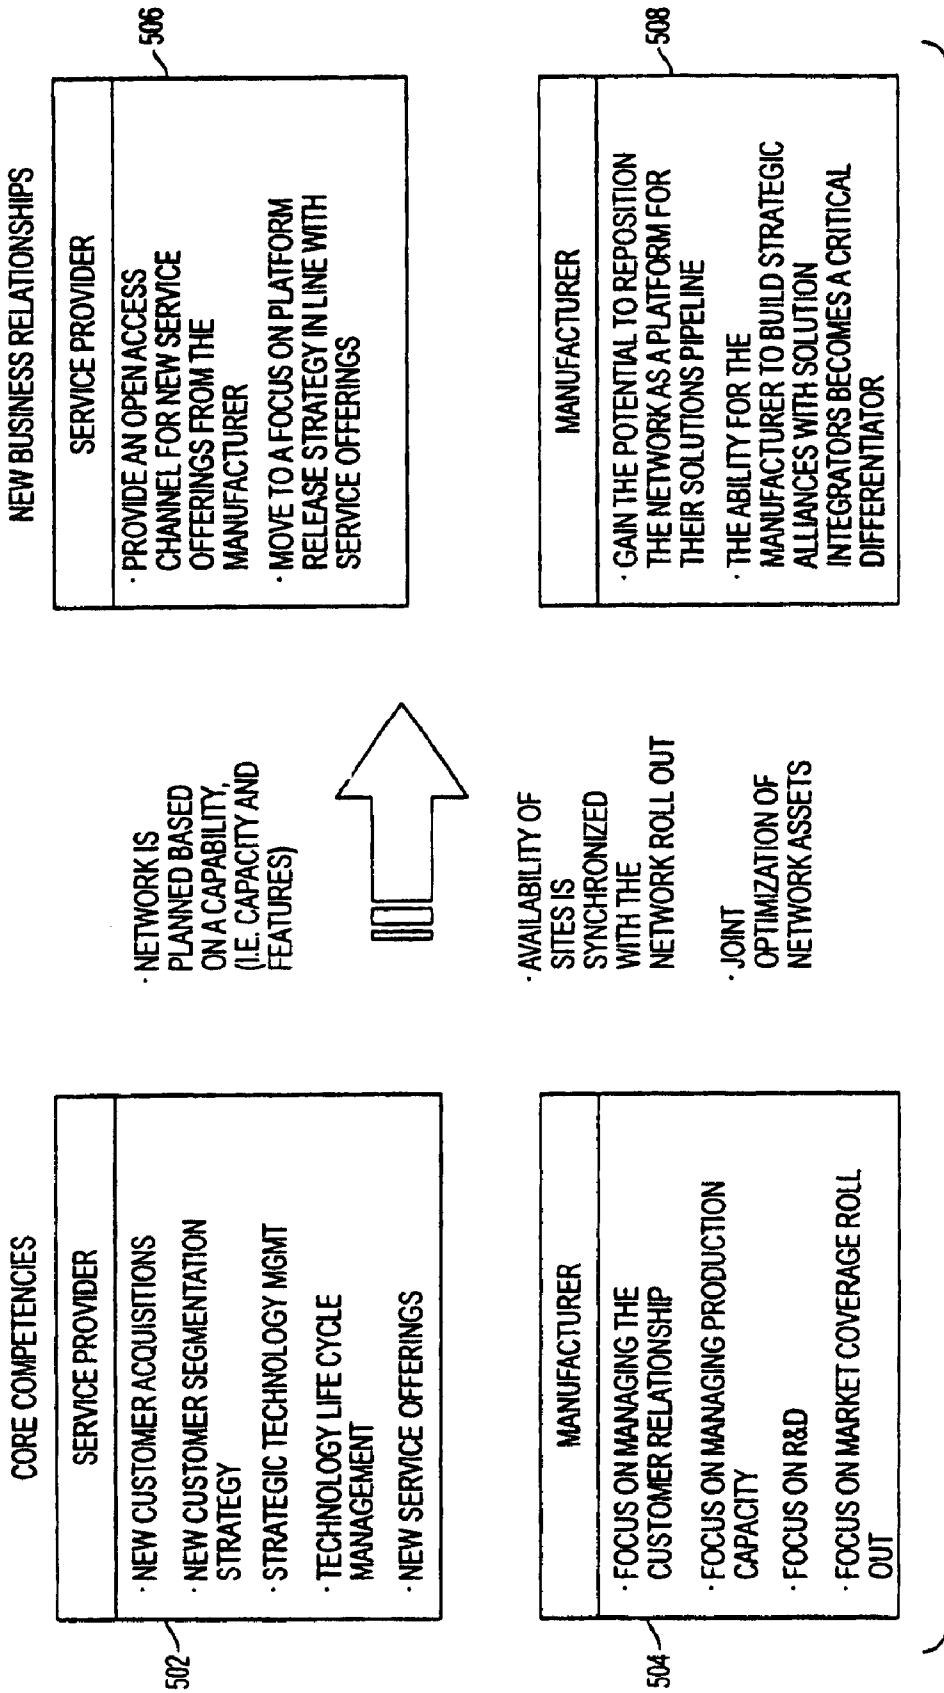 CORE COMPETENCIES
SERVICE PROVIDER
· NEW CUSTOMER ACQUISITIONS
· NEW CUSTOMER SEGMENTATION
STRATEGY
· STRATEGIC TECHNOLOGY MGMT
· TECHNOLOGY LIFE CYCLE
MANAGEMENT
· NEW SERVICE OFFERINGS
502
MANUFACTURER
· FOCUS ON MANAGING THE
CUSTOMER RELATIONSHIP
· FOCUS ON MANAGING PRODUCTION
CAPACITY
· FOCUS ON R&D
· FOCUS ON MARKET COVERAGE ROLL
OUT
504
· NETWORK IS
PLANNED BASED
ON A CAPABILITY,
(I.E. CAPACITY AND
FEATURES)
· AVAILABILITY OF
SITES IS
SYNCHRONIZED
WITH THE
NETWORK ROLL OUT
· JOINT
OPTIMIZATION OF
NETWORK ASSETS
NEW BUSINESS RELATIONSHIPS
SERVICE PROVIDER
· PROVIDE AN OPEN ACCESS
CHANNEL FOR NEW SERVICE
OFFERINGS FROM THE
MANUFACTURER
· MOVE TO A FOCUS ON PLATFORM
RELEASE STRATEGY IN LINE WITH
SERVICE OFFERINGS
506
MANUFACTURER
· GAIN THE POTENTIAL TO REPOSITION
THE NETWORK AS A PLATFORM FOR
THEIR SOLUTIONS PIPELINE
· THE ABILITY FOR THE
MANUFACTURER TO BUILD STRATEGIC
ALLIANCES WITH SOLUTION
INTEGRATORS BECOMES A CRITICAL
DIFFERENTIATOR
508